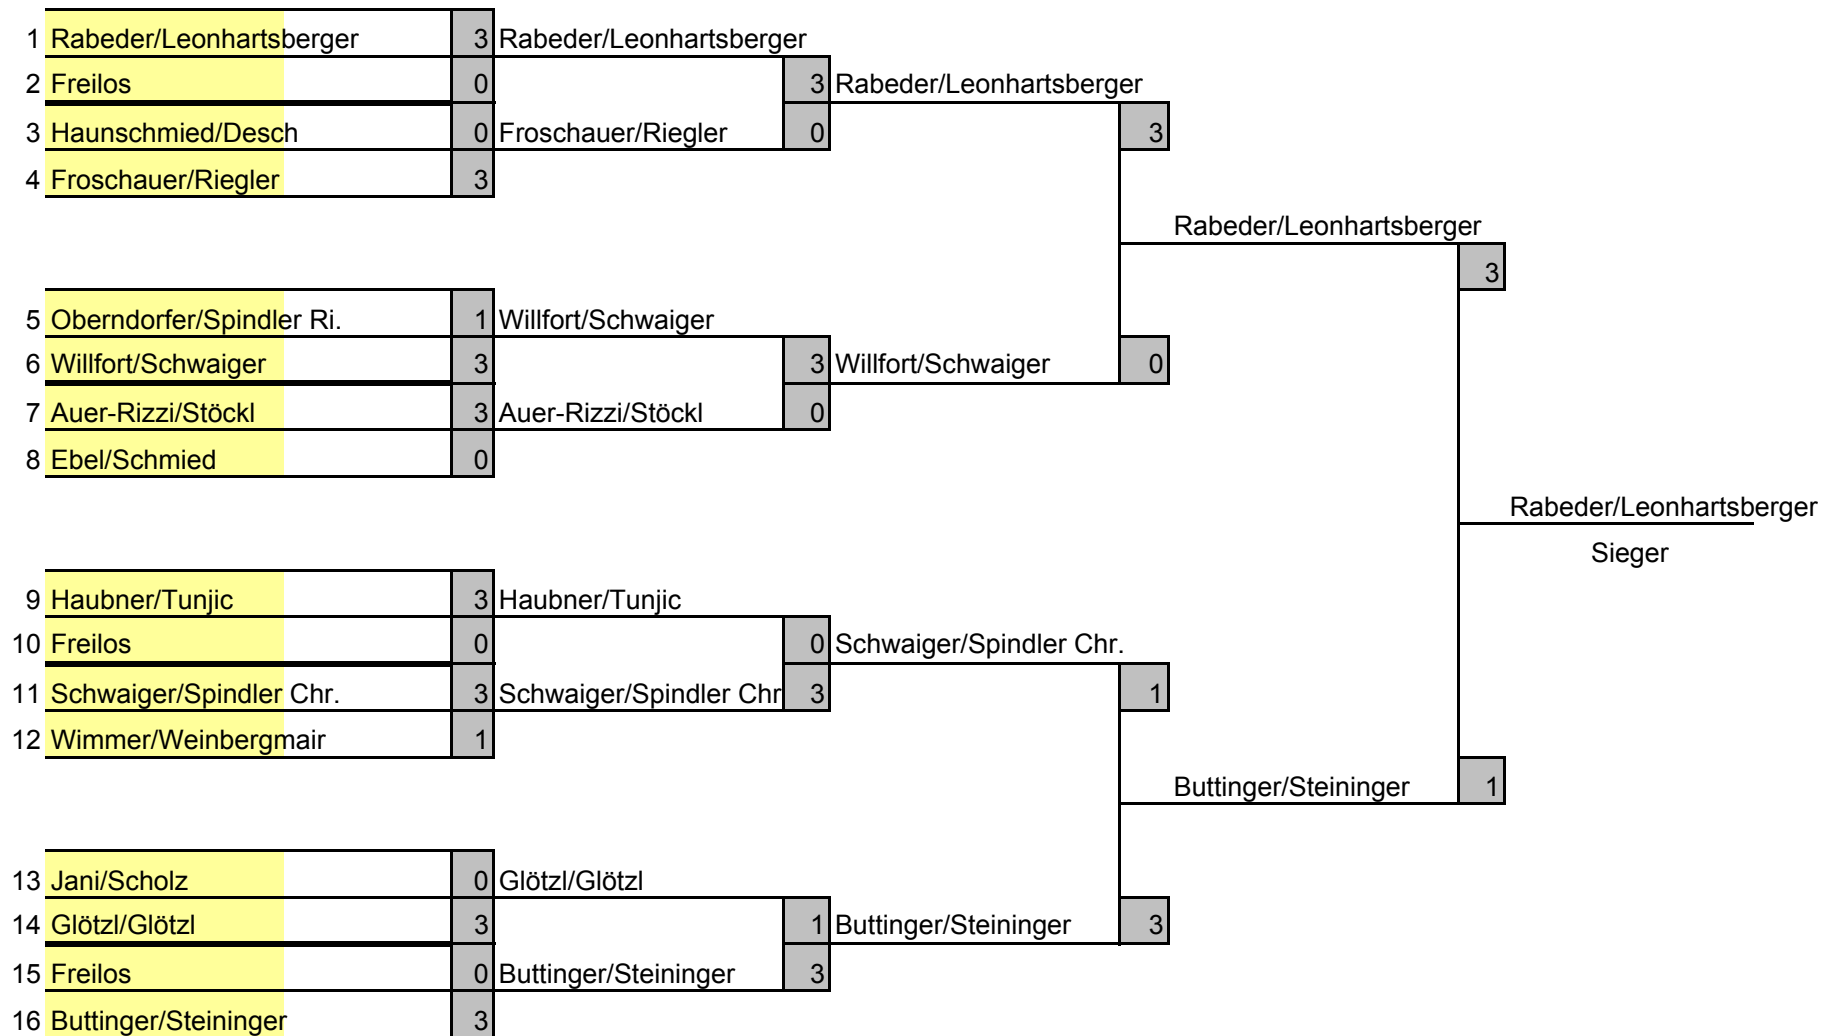 1 Rabeder/Leonhartsberger 3 Rabeder/Leonhartsberger
2 Freilos 0 3 Rabeder/Leonhartsberger
3 Haunschmied/Desch 0 Froschauer/Riegler 0 3
4 Froschauer/Riegler 3
Rabeder/Leonhartsberger
3
5 Oberndorfer/Spindler Ri. 1 Willfort/Schwaiger
6 Willfort/Schwaiger 3 3 Willfort/Schwaiger 0
7 Auer-Rizzi/Stöckl 3 Auer-Rizzi/Stöckl 0
8 Ebel/Schmied 0
Rabeder/Leonhartsberger
Sieger
9 Haubner/Tunjic 3 Haubner/Tunjic
10 Freilos 0 0 Schwaiger/Spindler Chr.
11 Schwaiger/Spindler Chr. 3 Schwaiger/Spindler Chr 3 1
12 Wimmer/Weinbergmair 1
Buttinger/Steininger 1
13 Jani/Scholz 0 Glötzl/Glötzl
14 Glötzl/Glötzl 3 1 Buttinger/Steininger 3
15 Freilos 0 Buttinger/Steininger 3
16 Buttinger/Steininger 3